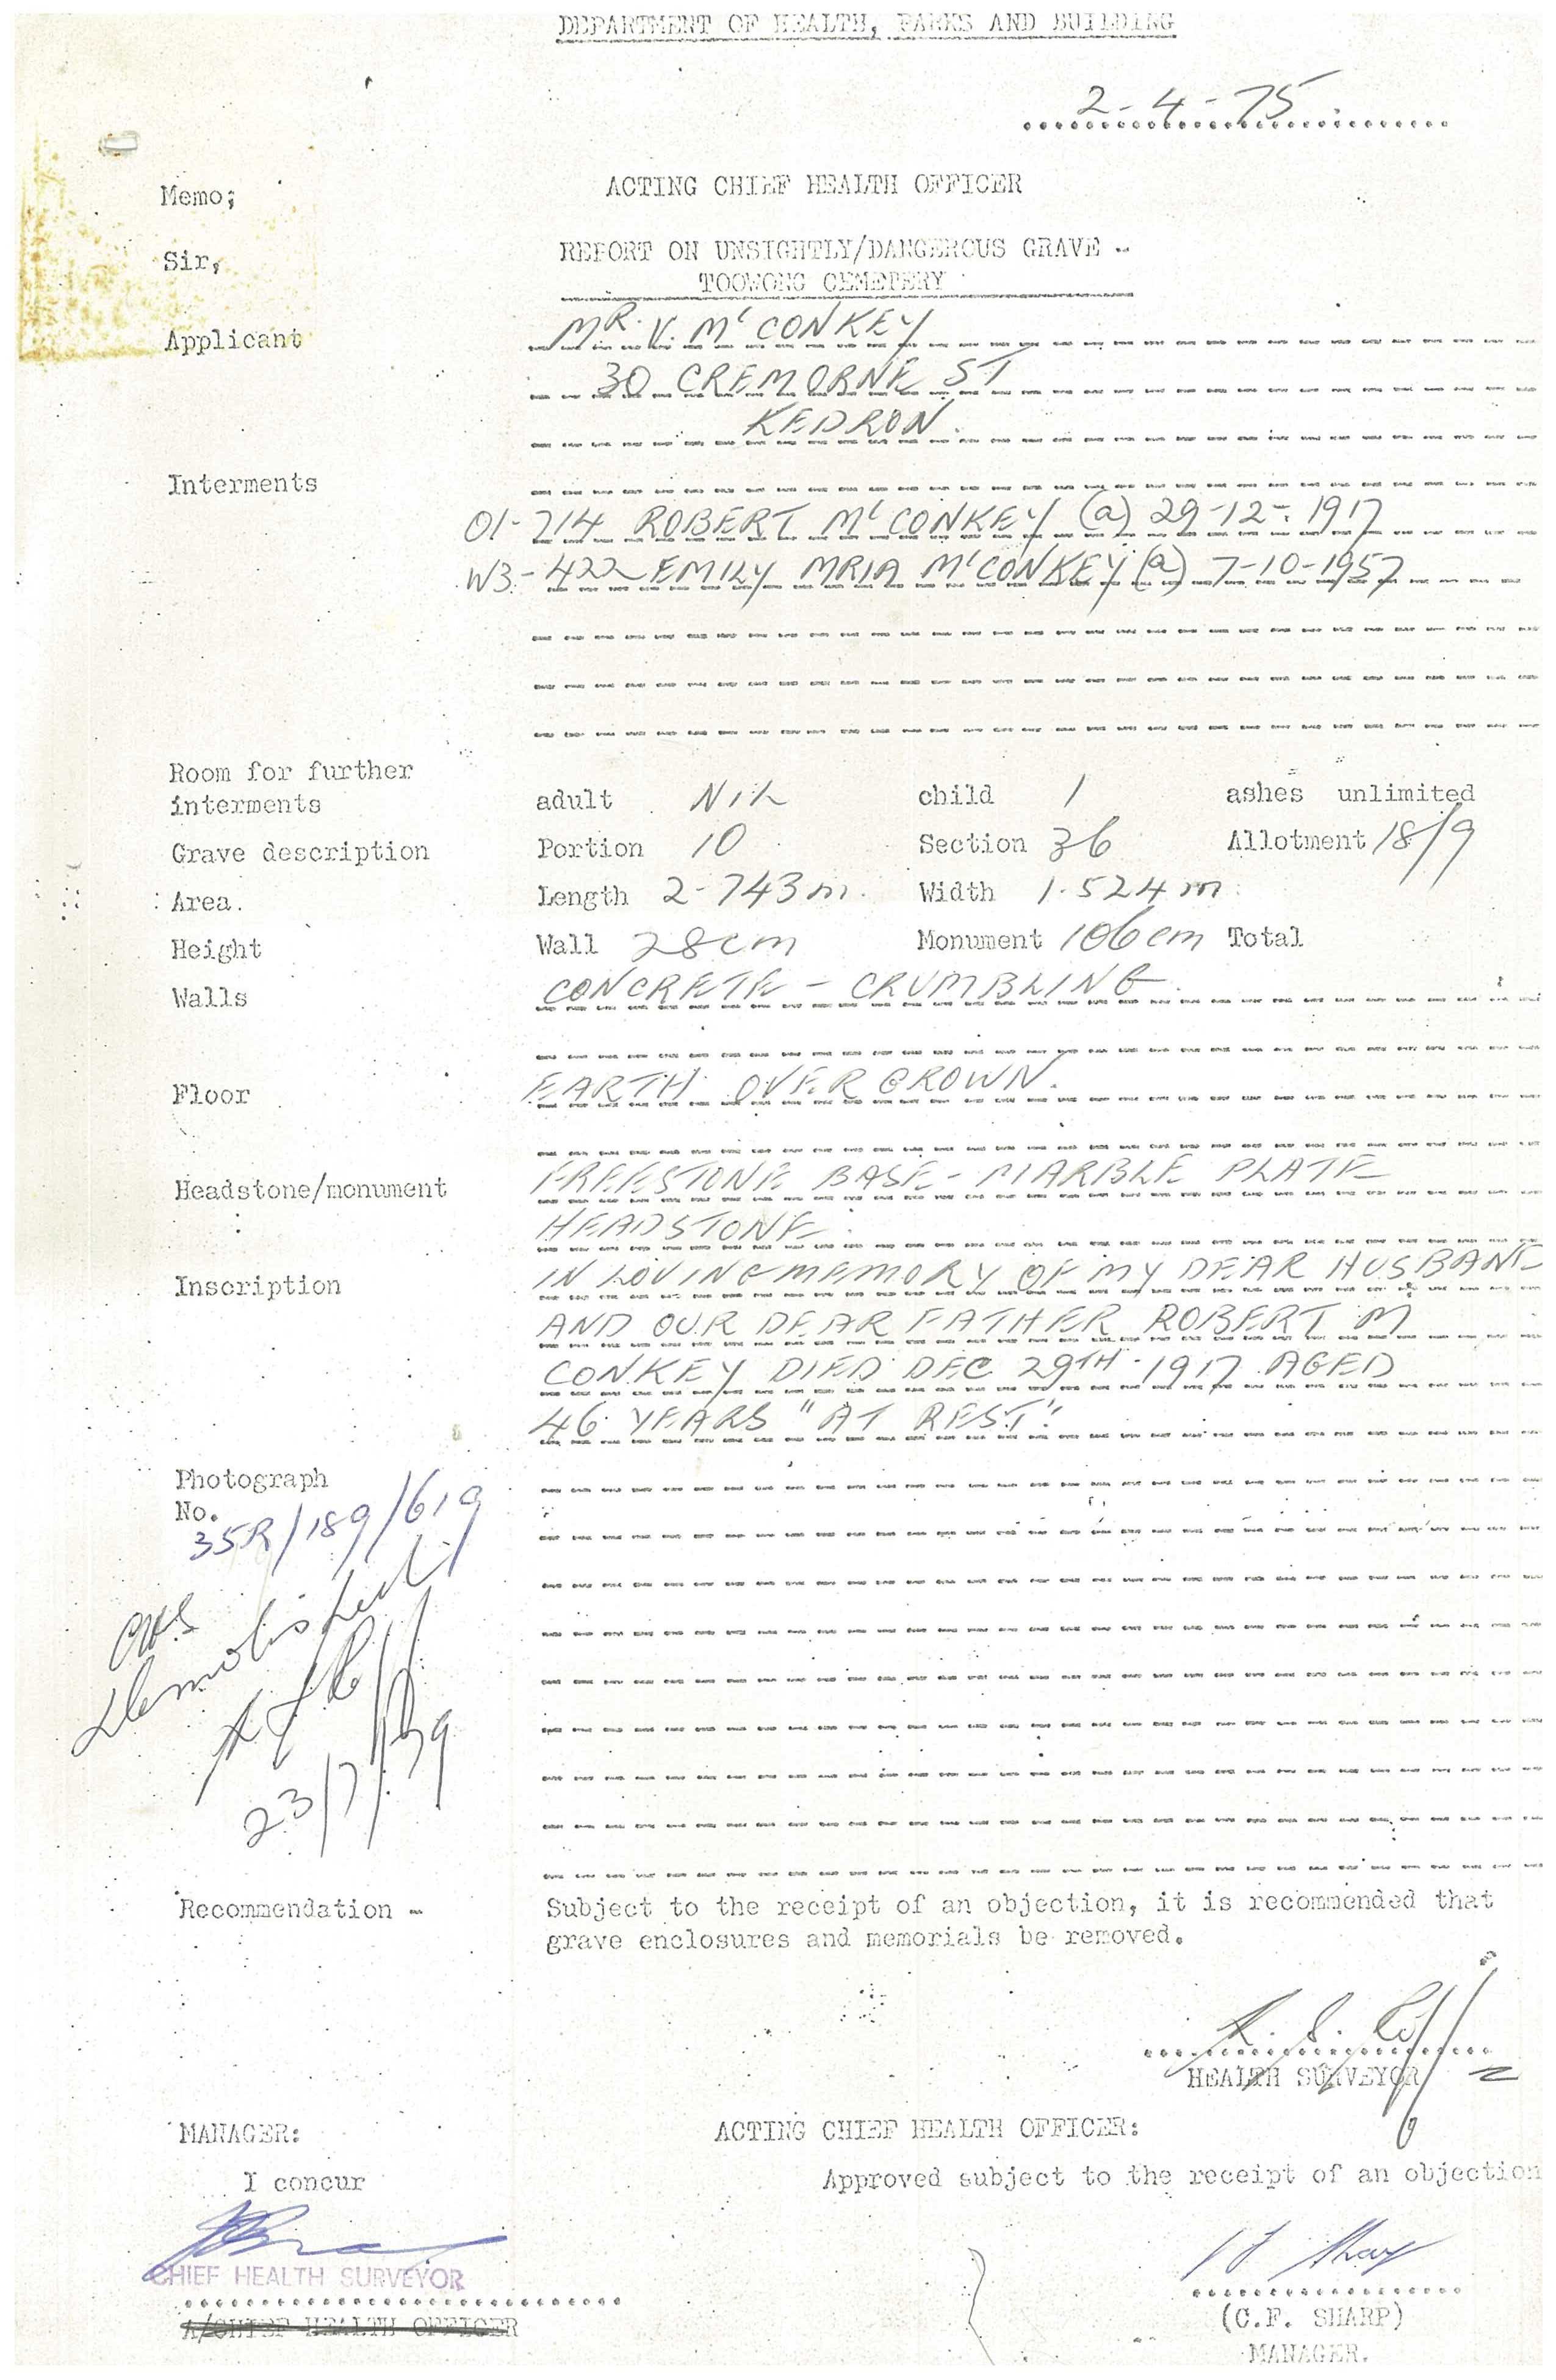 DEPARTMENT OF HEALTH, PARKS AND BUILDING
2-4-75
Memo;
ACTING CHIEF HEALTH OFFICER
Sir,
REPORT ON UNSIGHTLY/DANGEROUS GRAVE -
TOOWONG CEMETERY
Applicant
MR. V. McCONKEY
30 CREMORNE ST
KEDRON.
Interments
01-714 ROBERT McCONKEY (a) 29-12-1917
W3-422 EMILY MRIA McCONKEY (a) 7-10-1957
Room for further
interments adult NIL child 1 ashes unlimited
Grave description Portion 10 Section 36 Allotment 18/9
Area. Length 2-743m. Width 1.524m
Height Wall 28cm Monument 106cm Total
Walls CONCRETE - CRUMBLING.
Floor EARTH OVERGROWN.
Headstone/monument FREESTONE BASE - MARBLE PLATE
HEADSTONE.
Inscription IN LOVING MEMORY OF MY DEAR HUSBAND
AND OUR DEAR FATHER ROBERT M
CONKEY DIED DEC 29TH 1917 AGED
46 YEARS "AT REST".
Photograph
No.
35R/189/619
demolished
23/7/79
Recommendation - Subject to the receipt of an objection, it is recommended that
grave enclosures and memorials be removed.
HEALTH SURVEYOR
MANAGER: ACTING CHIEF HEALTH OFFICER:
I concur Approved subject to the receipt of an objection
CHIEF HEALTH SURVEYOR
A/CHIEF HEALTH OFFICER
(C.F. SHARP)
MANAGER.